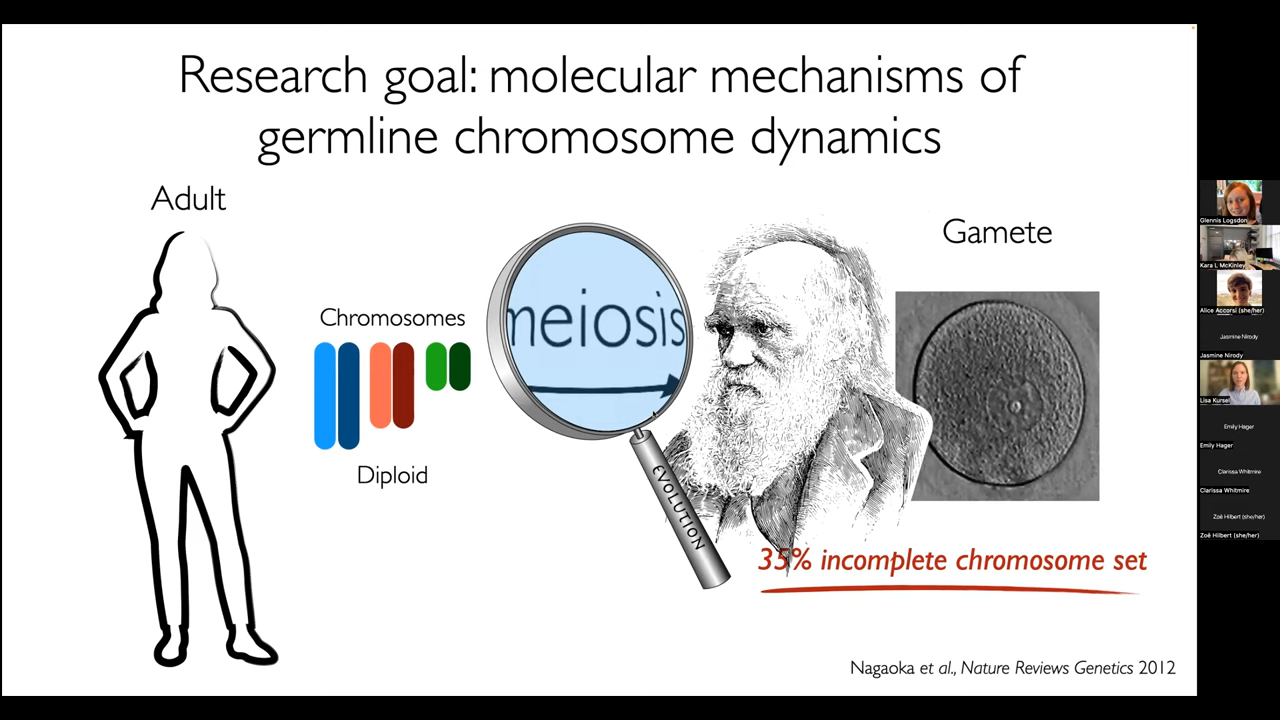 Research goal: molecular mechanisms of
germline chromosome dynamics
Adult
Chromosomes
Diploid
meiosis
EVOLUTION
Gamete
35% incomplete chromosome set
Nagaoka et al., Nature Reviews Genetics 2012
Glennis Logsdon
Kara L McKinley
Alice Accorsi (she/her)
Jasmine Nirody
Jasmine Nirody
Lisa Kursel
Emily Hager
Emily Hager
Clarissa Whitmire
Clarissa Whitmire
Zoë Hilbert (she/her)
Zoë Hilbert (she/her)